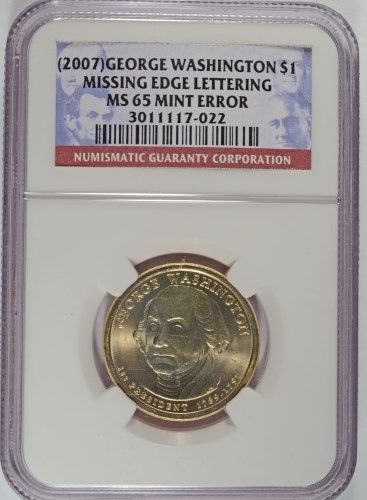 (2007)GEORGE WASHINGTON $1
MISSING EDGE LETTERING
MS 65 MINT ERROR
3011117-022
NUMISMATIC GUARANTY CORPORATION
GEORGE WASHINGTON
1st PRESIDENT 1789-1797